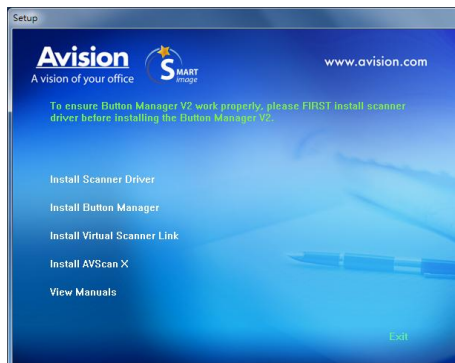 Setup
Avision
A vision of your office
SMART
image
www.avision.com
To ensure Button Manager V2 work properly, please FIRST install scanner
driver before installing the Button Manager V2.
Install Scanner Driver
Install Button Manager
Install Virtual Scanner Link
Install AVScan X
View Manuals
Exit